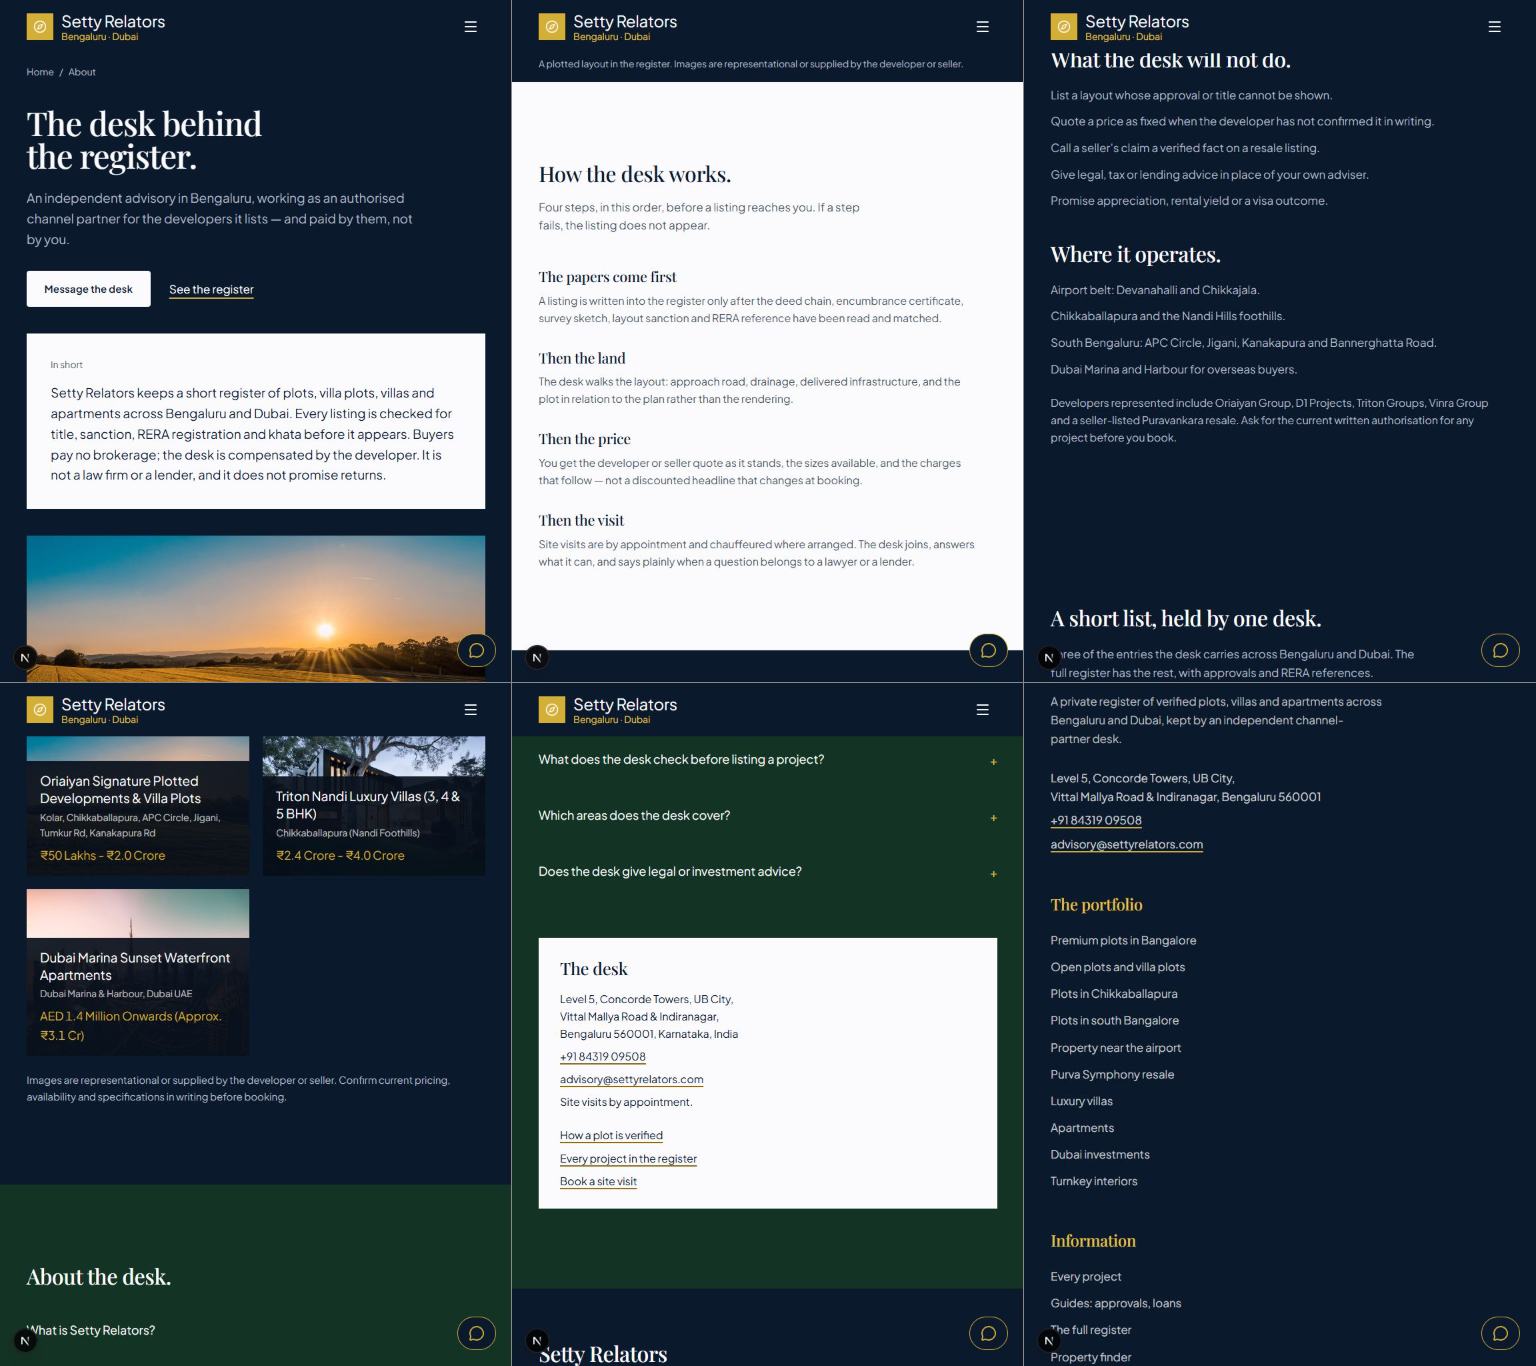 Setty Relators
Bengaluru · Dubai
Home / About
The desk behind
the register.
An independent advisory in Bengaluru, working as an authorised
channel partner for the developers it lists — and paid by them, not
by you.
Message the desk
See the register
In short
Setty Relators keeps a short register of plots, villa plots, villas and
apartments across Bengaluru and Dubai. Every listing is checked for
title, sanction, RERA registration and khata before it appears. Buyers
pay no brokerage; the desk is compensated by the developer. It is
not a law firm or a lender, and it does not promise returns.
N
Setty Relators
Bengaluru · Dubai
A plotted layout in the register. Images are representational or supplied by the developer or seller.
How the desk works.
Four steps, in this order, before a listing reaches you. If a step
fails, the listing does not appear.
The papers come first
A listing is written into the register only after the deed chain, encumbrance certificate,
survey sketch, layout sanction and RERA reference have been read and matched.
Then the land
The desk walks the layout: approach road, drainage, delivered infrastructure, and the
plot in relation to the plan rather than the rendering.
Then the price
You get the developer or seller quote as it stands, the sizes available, and the charges
that follow — not a discounted headline that changes at booking.
Then the visit
Site visits are by appointment and chauffeured where arranged. The desk joins, answers
what it can, and says plainly when a question belongs to a lawyer or a lender.
N
Setty Relators
Bengaluru · Dubai
What the desk will not do.
List a layout whose approval or title cannot be shown.
Quote a price as fixed when the developer has not confirmed it in writing.
Call a seller's claim a verified fact on a resale listing.
Give legal, tax or lending advice in place of your own adviser.
Promise appreciation, rental yield or a visa outcome.
Where it operates.
Airport belt: Devanahalli and Chikkajala.
Chikkaballapura and the Nandi Hills foothills.
South Bengaluru: APC Circle, Jigani, Kanakapura and Bannerghatta Road.
Dubai Marina and Harbour for overseas buyers.
Developers represented include Oriaiyan Group, D1 Projects, Triton Groups, Vinra Group
and a seller-listed Puravankara resale. Ask for the current written authorisation for any
project before you book.
A short list, held by one desk.
of the entries the desk carries across Bengaluru and Dubai. The
full register has the rest, with approvals and RERA references.
N
Setty Relators
Bengaluru · Dubai
Oriaiyan Signature Plotted
Developments & Villa Plots
Kolar, Chikkaballapura, APC Circle, Jigani,
Tumkur Rd, Kanakapura Rd
₹50 Lakhs - ₹2.0 Crore
Triton Nandi Luxury Villas (3, 4 &
5 BHK)
Chikkaballapura (Nandi Foothills)
₹2.4 Crore - ₹4.0 Crore
Dubai Marina Sunset Waterfront
Apartments
Dubai Marina & Harbour, Dubai UAE
AED 1.4 Million Onwards (Approx.
₹3.1 Cr)
Images are representational or supplied by the developer or seller. Confirm current pricing,
availability and specifications in writing before booking.
About the desk.
What is Setty Relators?
N
Setty Relators
Bengaluru · Dubai
What does the desk check before listing a project? +
Which areas does the desk cover? +
Does the desk give legal or investment advice? +
The desk
Level 5, Concorde Towers, UB City,
Vittal Mallya Road & Indiranagar,
Bengaluru 560001, Karnataka, India
+91 84319 09508
advisory@settyrelators.com
Site visits by appointment.
How a plot is verified
Every project in the register
Book a site visit
N
Setty Relators
A private register of verified plots, villas and apartments across
Bengaluru and Dubai, kept by an independent channel-
partner desk.
Level 5, Concorde Towers, UB City,
Vittal Mallya Road & Indiranagar, Bengaluru 560001
+91 84319 09508
advisory@settyrelators.com
The portfolio
Premium plots in Bangalore
Open plots and villa plots
Plots in Chikkaballapura
Plots in south Bangalore
Property near the airport
Purva Symphony resale
Luxury villas
Apartments
Dubai investments
Turnkey interiors
Information
Every project
Guides: approvals, loans
The full register
Property finder
N